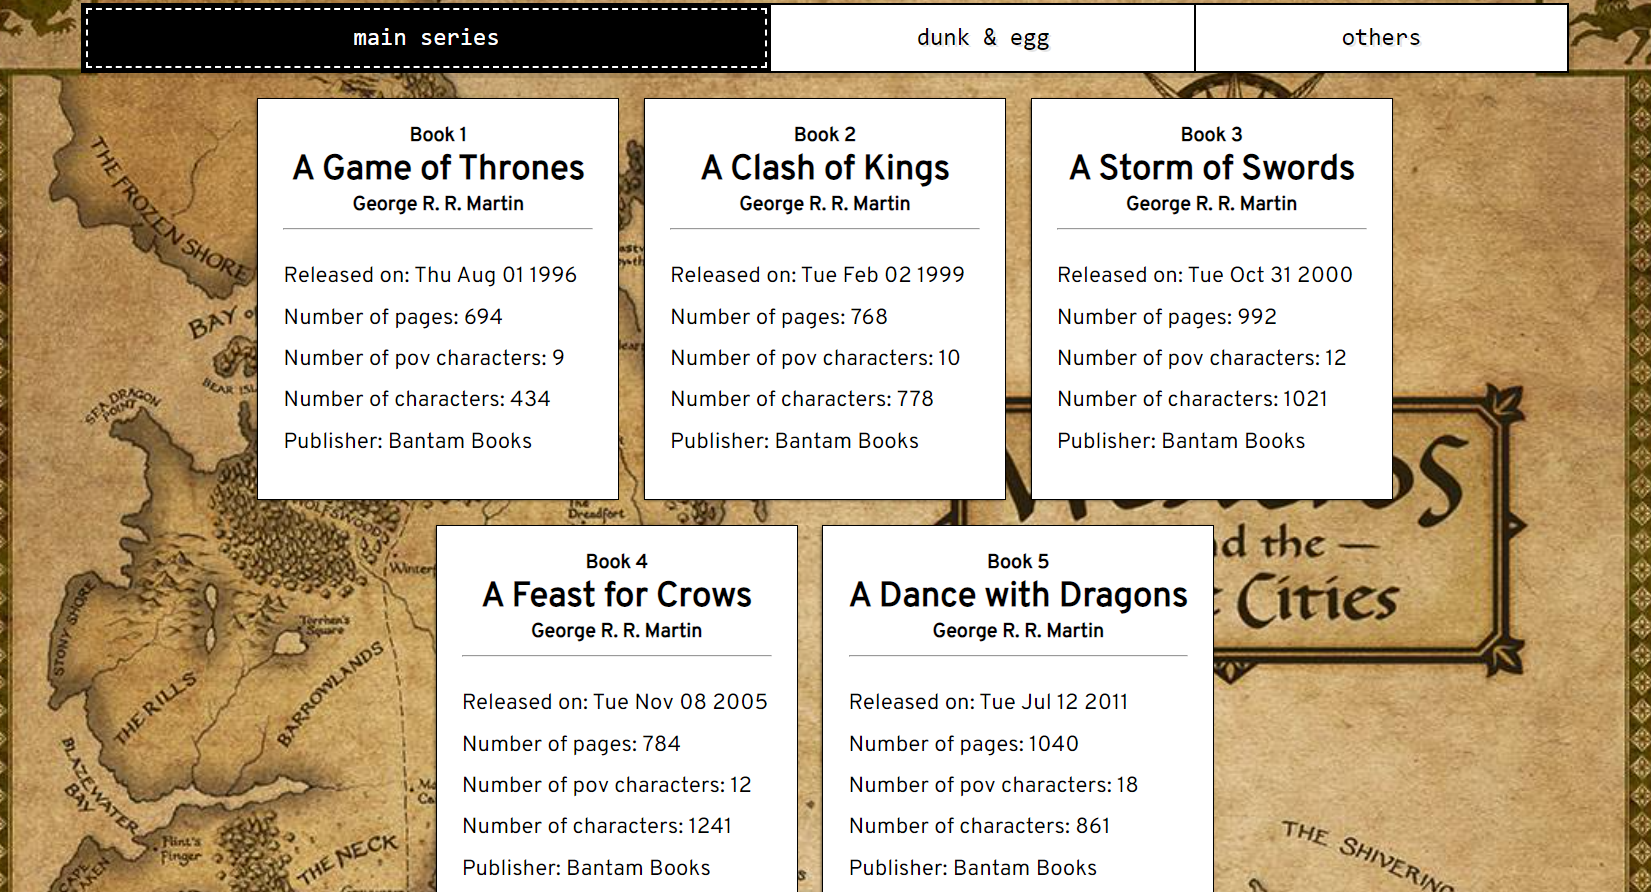 main series
dunk & egg
others
Book 1
A Game of Thrones
George R. R. Martin
Released on: Thu Aug 01 1996
Number of pages: 694
Number of pov characters: 9
Number of characters: 434
Publisher: Bantam Books
Book 2
A Clash of Kings
George R. R. Martin
Released on: Tue Feb 02 1999
Number of pages: 768
Number of pov characters: 10
Number of characters: 778
Publisher: Bantam Books
Book 3
A Storm of Swords
George R. R. Martin
Released on: Tue Oct 31 2000
Number of pages: 992
Number of pov characters: 12
Number of characters: 1021
Publisher: Bantam Books
Book 4
A Feast for Crows
George R. R. Martin
Released on: Tue Nov 08 2005
Number of pages: 784
Number of pov characters: 12
Number of characters: 1241
Publisher: Bantam Books
Book 5
A Dance with Dragons
George R. R. Martin
Released on: Tue Jul 12 2011
Number of pages: 1040
Number of pov characters: 18
Number of characters: 861
Publisher: Bantam Books
THE FROZEN SHORE
BAY
SEA DRAGON
POINT
BEAR
WOLFSWOOD
The
Dreadfort
STONY SHORE
THE RILLS
Torrhen's
Square
BARROWLANDS
BLAZEWATER
BAY
Flint's
Finger
THE NECK
the
Cities
THE SHIVERING